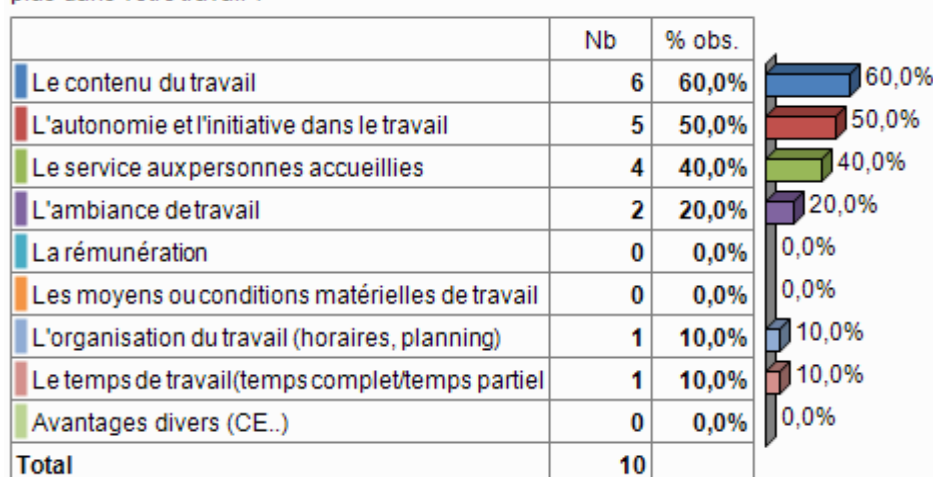 Nb % obs.
Le contenu du travail 6 60,0% 60,0%
L'autonomie et l'initiative dans le travail 5 50,0% 50,0%
Le service aux personnes accueillies 4 40,0% 40,0%
L'ambiance de travail 2 20,0% 20,0%
La rémunération 0 0,0% 0,0%
Les moyens ou conditions matérielles de travail 0 0,0% 0,0%
L'organisation du travail (horaires, planning) 1 10,0% 10,0%
Le temps de travail(temps complet/temps partiel 1 10,0% 10,0%
Avantages divers (CE..) 0 0,0% 0,0%
Total 10